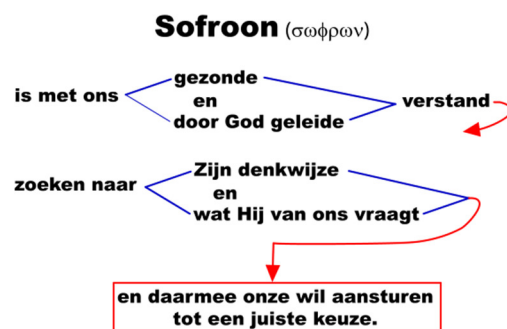 Sofroon (σωφρων)
gezonde
is met ons en verstand
door God geleide
Zijn denkwijze
zoeken naar en
wat Hij van ons vraagt
en daarmee onze wil aansturen
tot een juiste keuze.